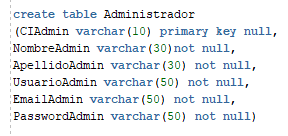 create table Administrador
(CIAdmin varchar(10) primary key null,
NombreAdmin varchar(30)not null,
ApellidoAdmin varchar(30) not null,
UsuarioAdmin varchar(50) not null,
EmailAdmin varchar(50) not null,
PasswordAdmin varchar(50) not null)